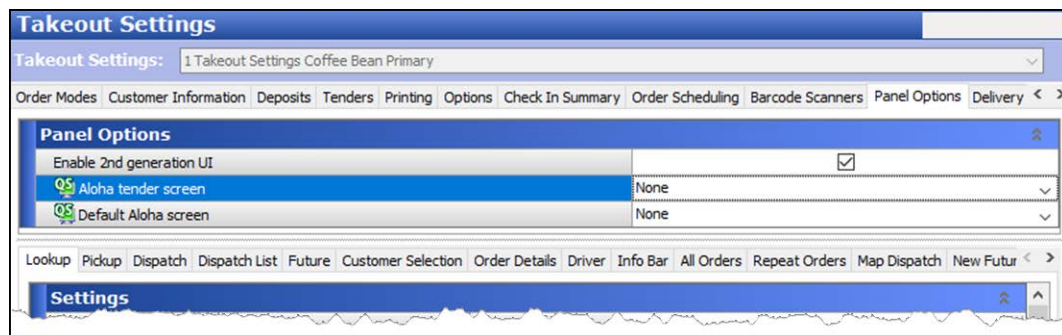 Takeout Settings
Takeout Settings: 1 Takeout Settings Coffee Bean Primary
Order Modes Customer Information Deposits Tenders Printing Options Check In Summary Order Scheduling Barcode Scanners Panel Options Delivery
Panel Options
Enable 2nd generation UI
QS Aloha tender screen None
QS Default Aloha screen None
Lookup Pickup Dispatch Dispatch List Future Customer Selection Order Details Driver Info Bar All Orders Repeat Orders Map Dispatch New Futur
Settings